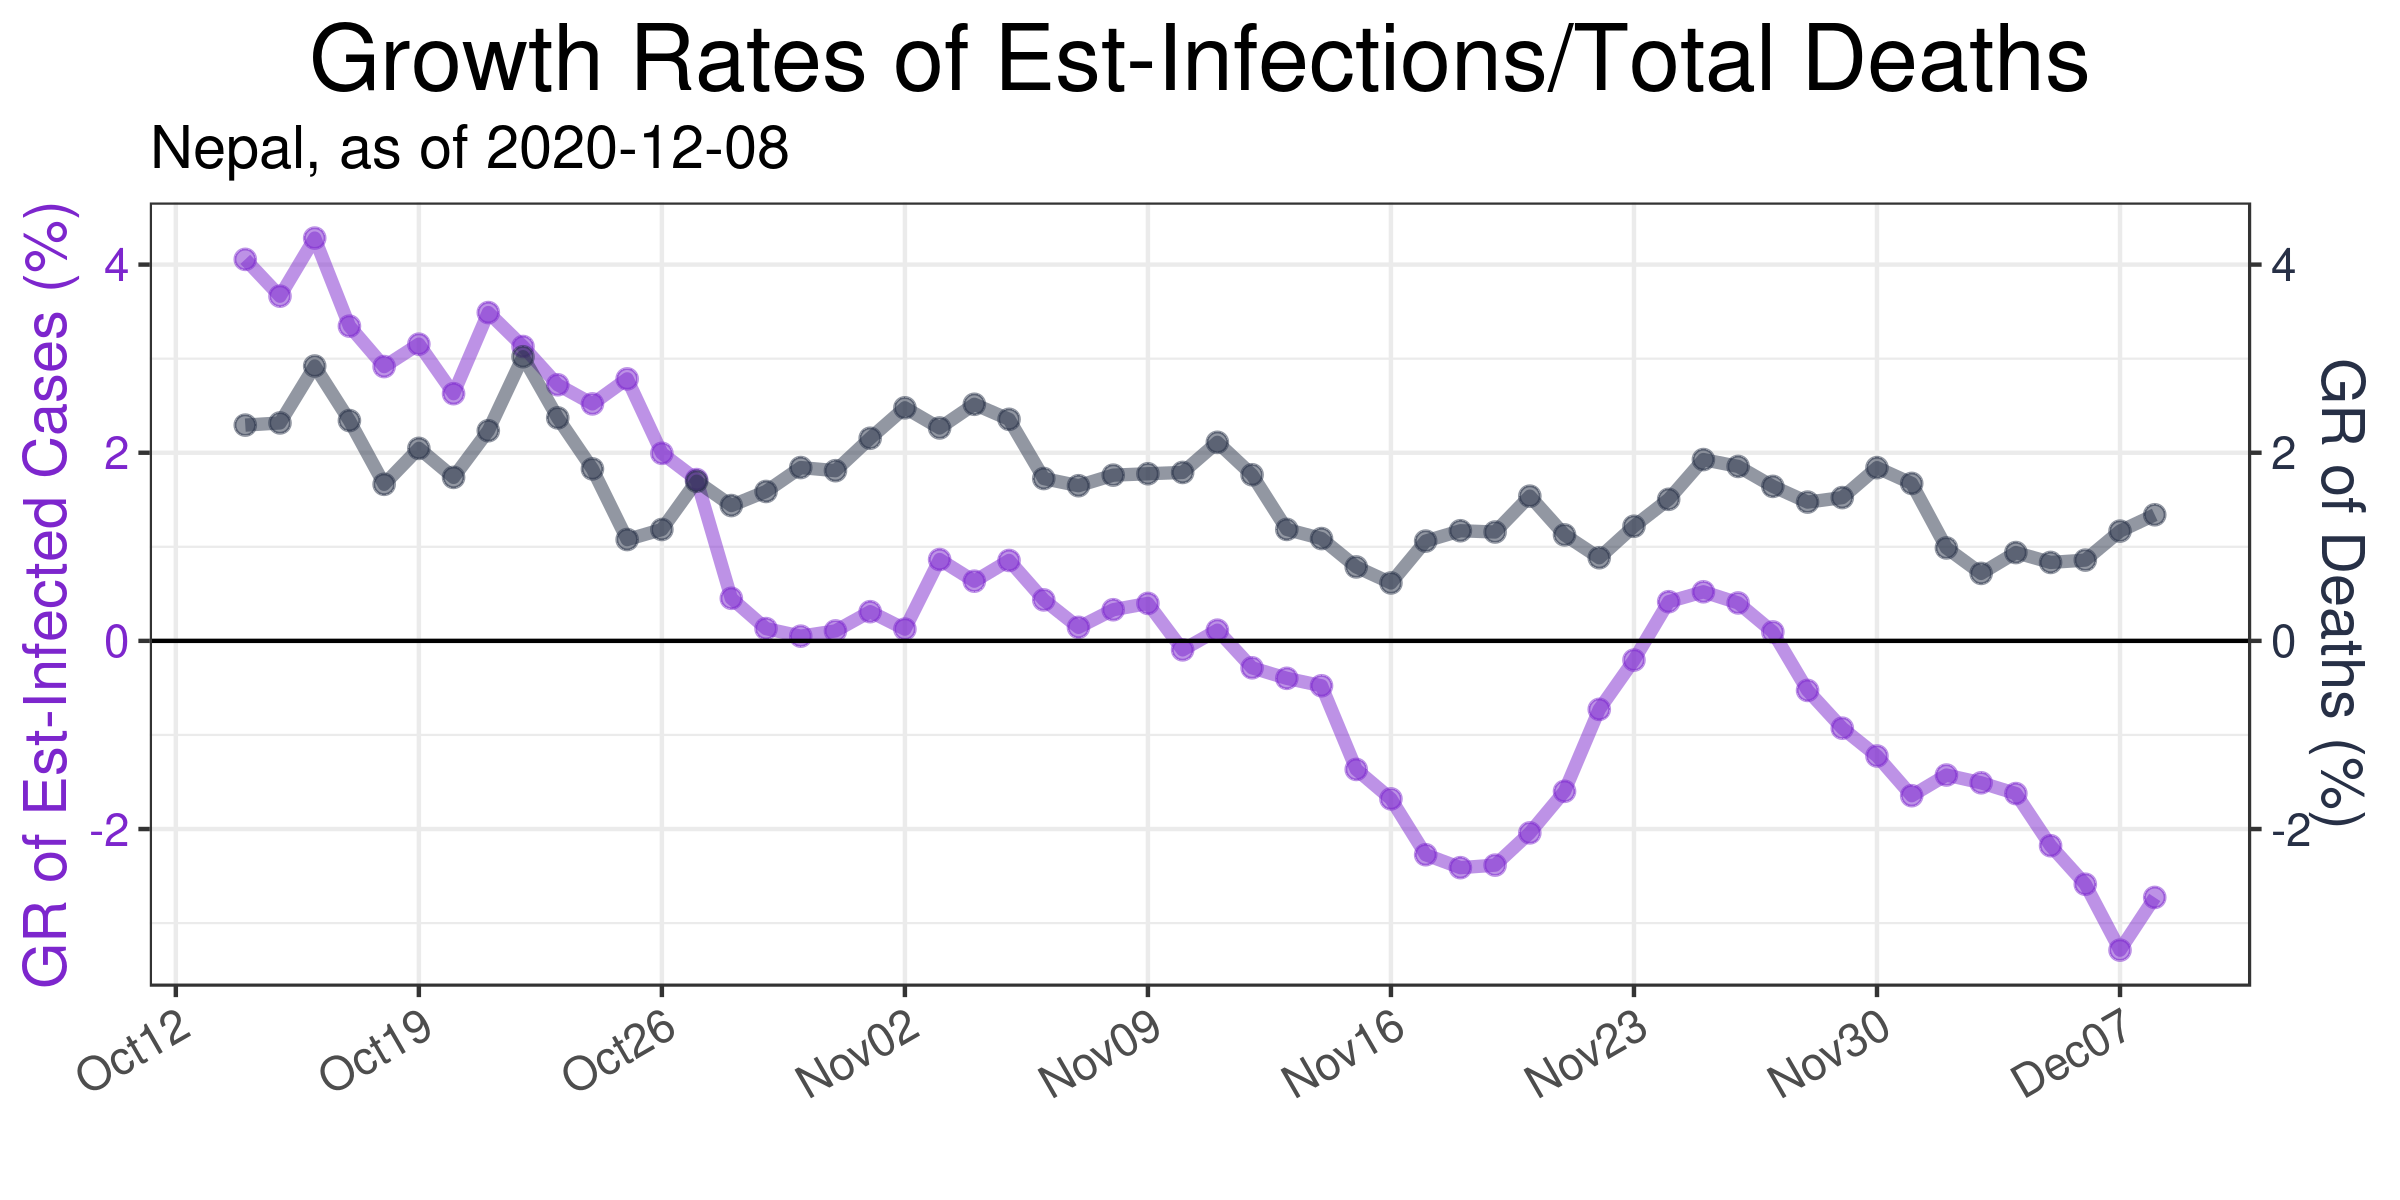 Growth Rates of Est-Infections/Total Deaths
Nepal, as of 2020-12-08
GR of Est-Infected Cases (%)
4
2
0
-2
4
2
0
-2
GR of Deaths (%)
Oct12
Oct19
Oct26
Nov02
Nov09
Nov16
Nov23
Nov30
Dec07